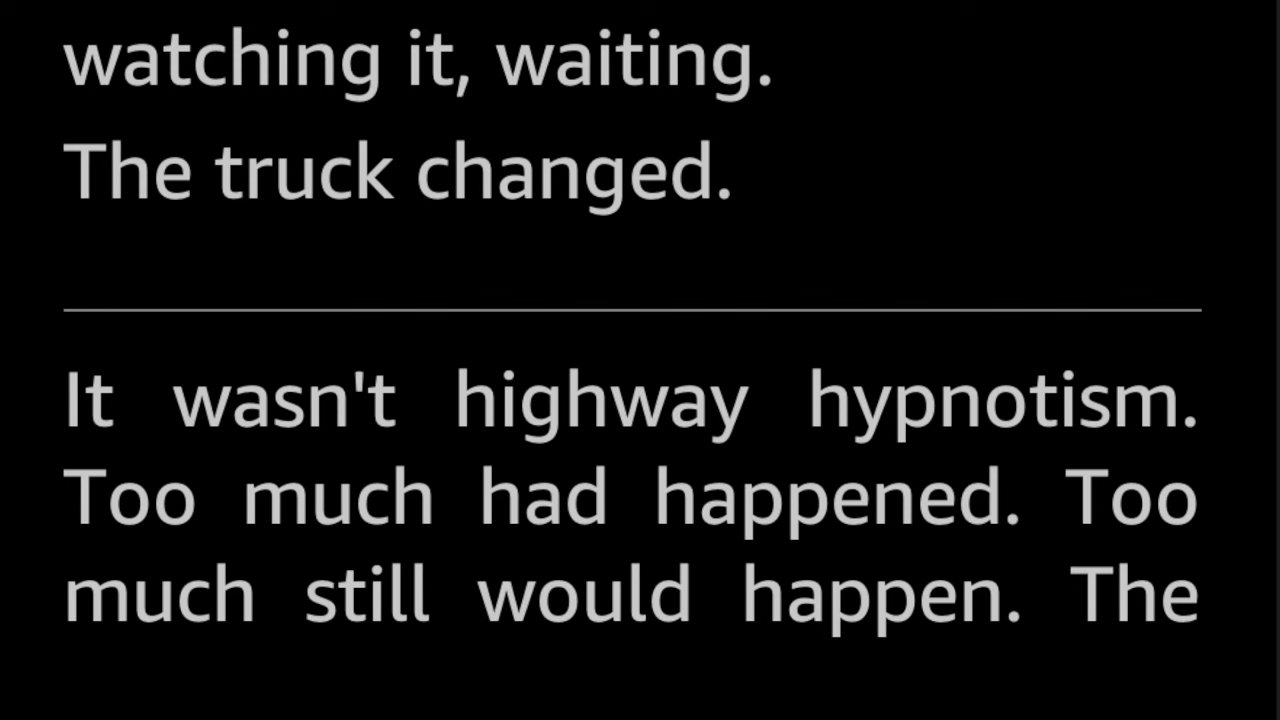 watching it, waiting.
The truck changed.
It wasn't highway hypnotism.
Too much had happened. Too
much still would happen. The